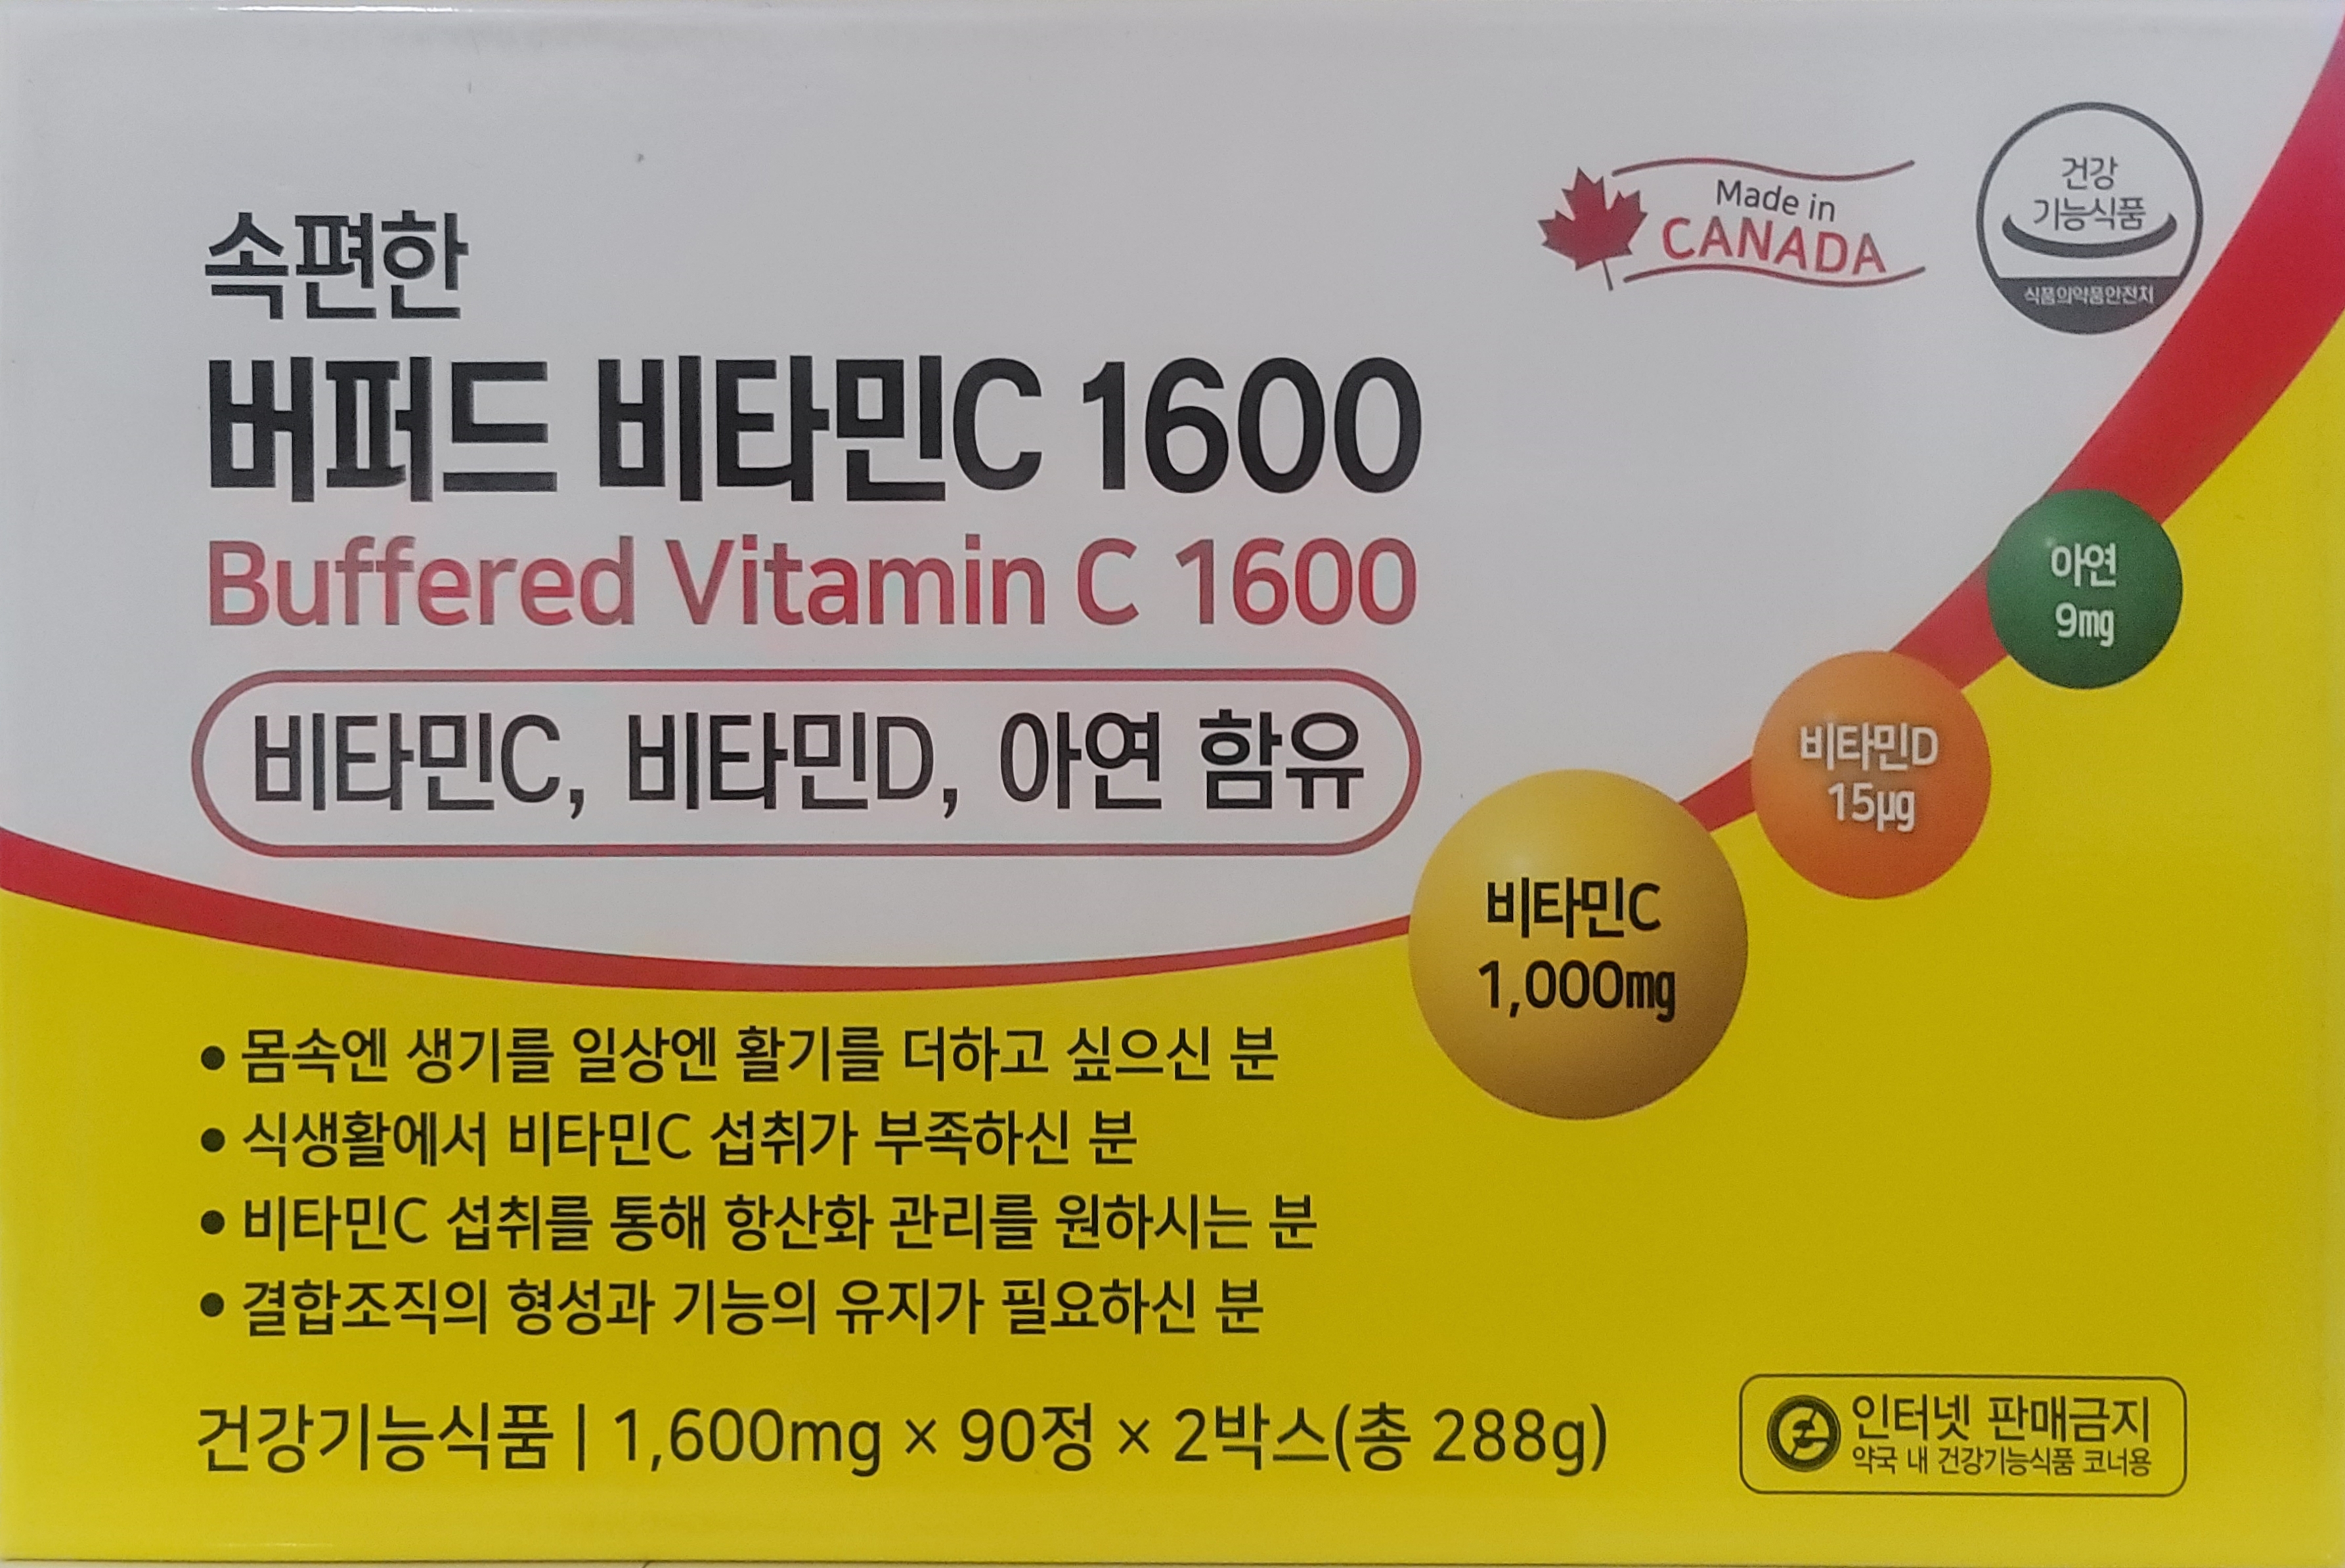 Made in
CANADA
건강
기능식품
식품의약품안전처
속편한
버퍼드 비타민C 1600
Buffered Vitamin C 1600
비타민C, 비타민D, 아연 함유
아연
9mg
비타민D
15µg
비타민C
1,000mg
• 몸속엔 생기를 일상엔 활기를 더하고 싶으신 분
• 식생활에서 비타민C 섭취가 부족하신 분
• 비타민C 섭취를 통해 항산화 관리를 원하시는 분
• 결합조직의 형성과 기능의 유지가 필요하신 분
건강기능식품 | 1,600mg × 90정 × 2박스(총 288g)
인터넷 판매금지
약국 내 건강기능식품 코너용